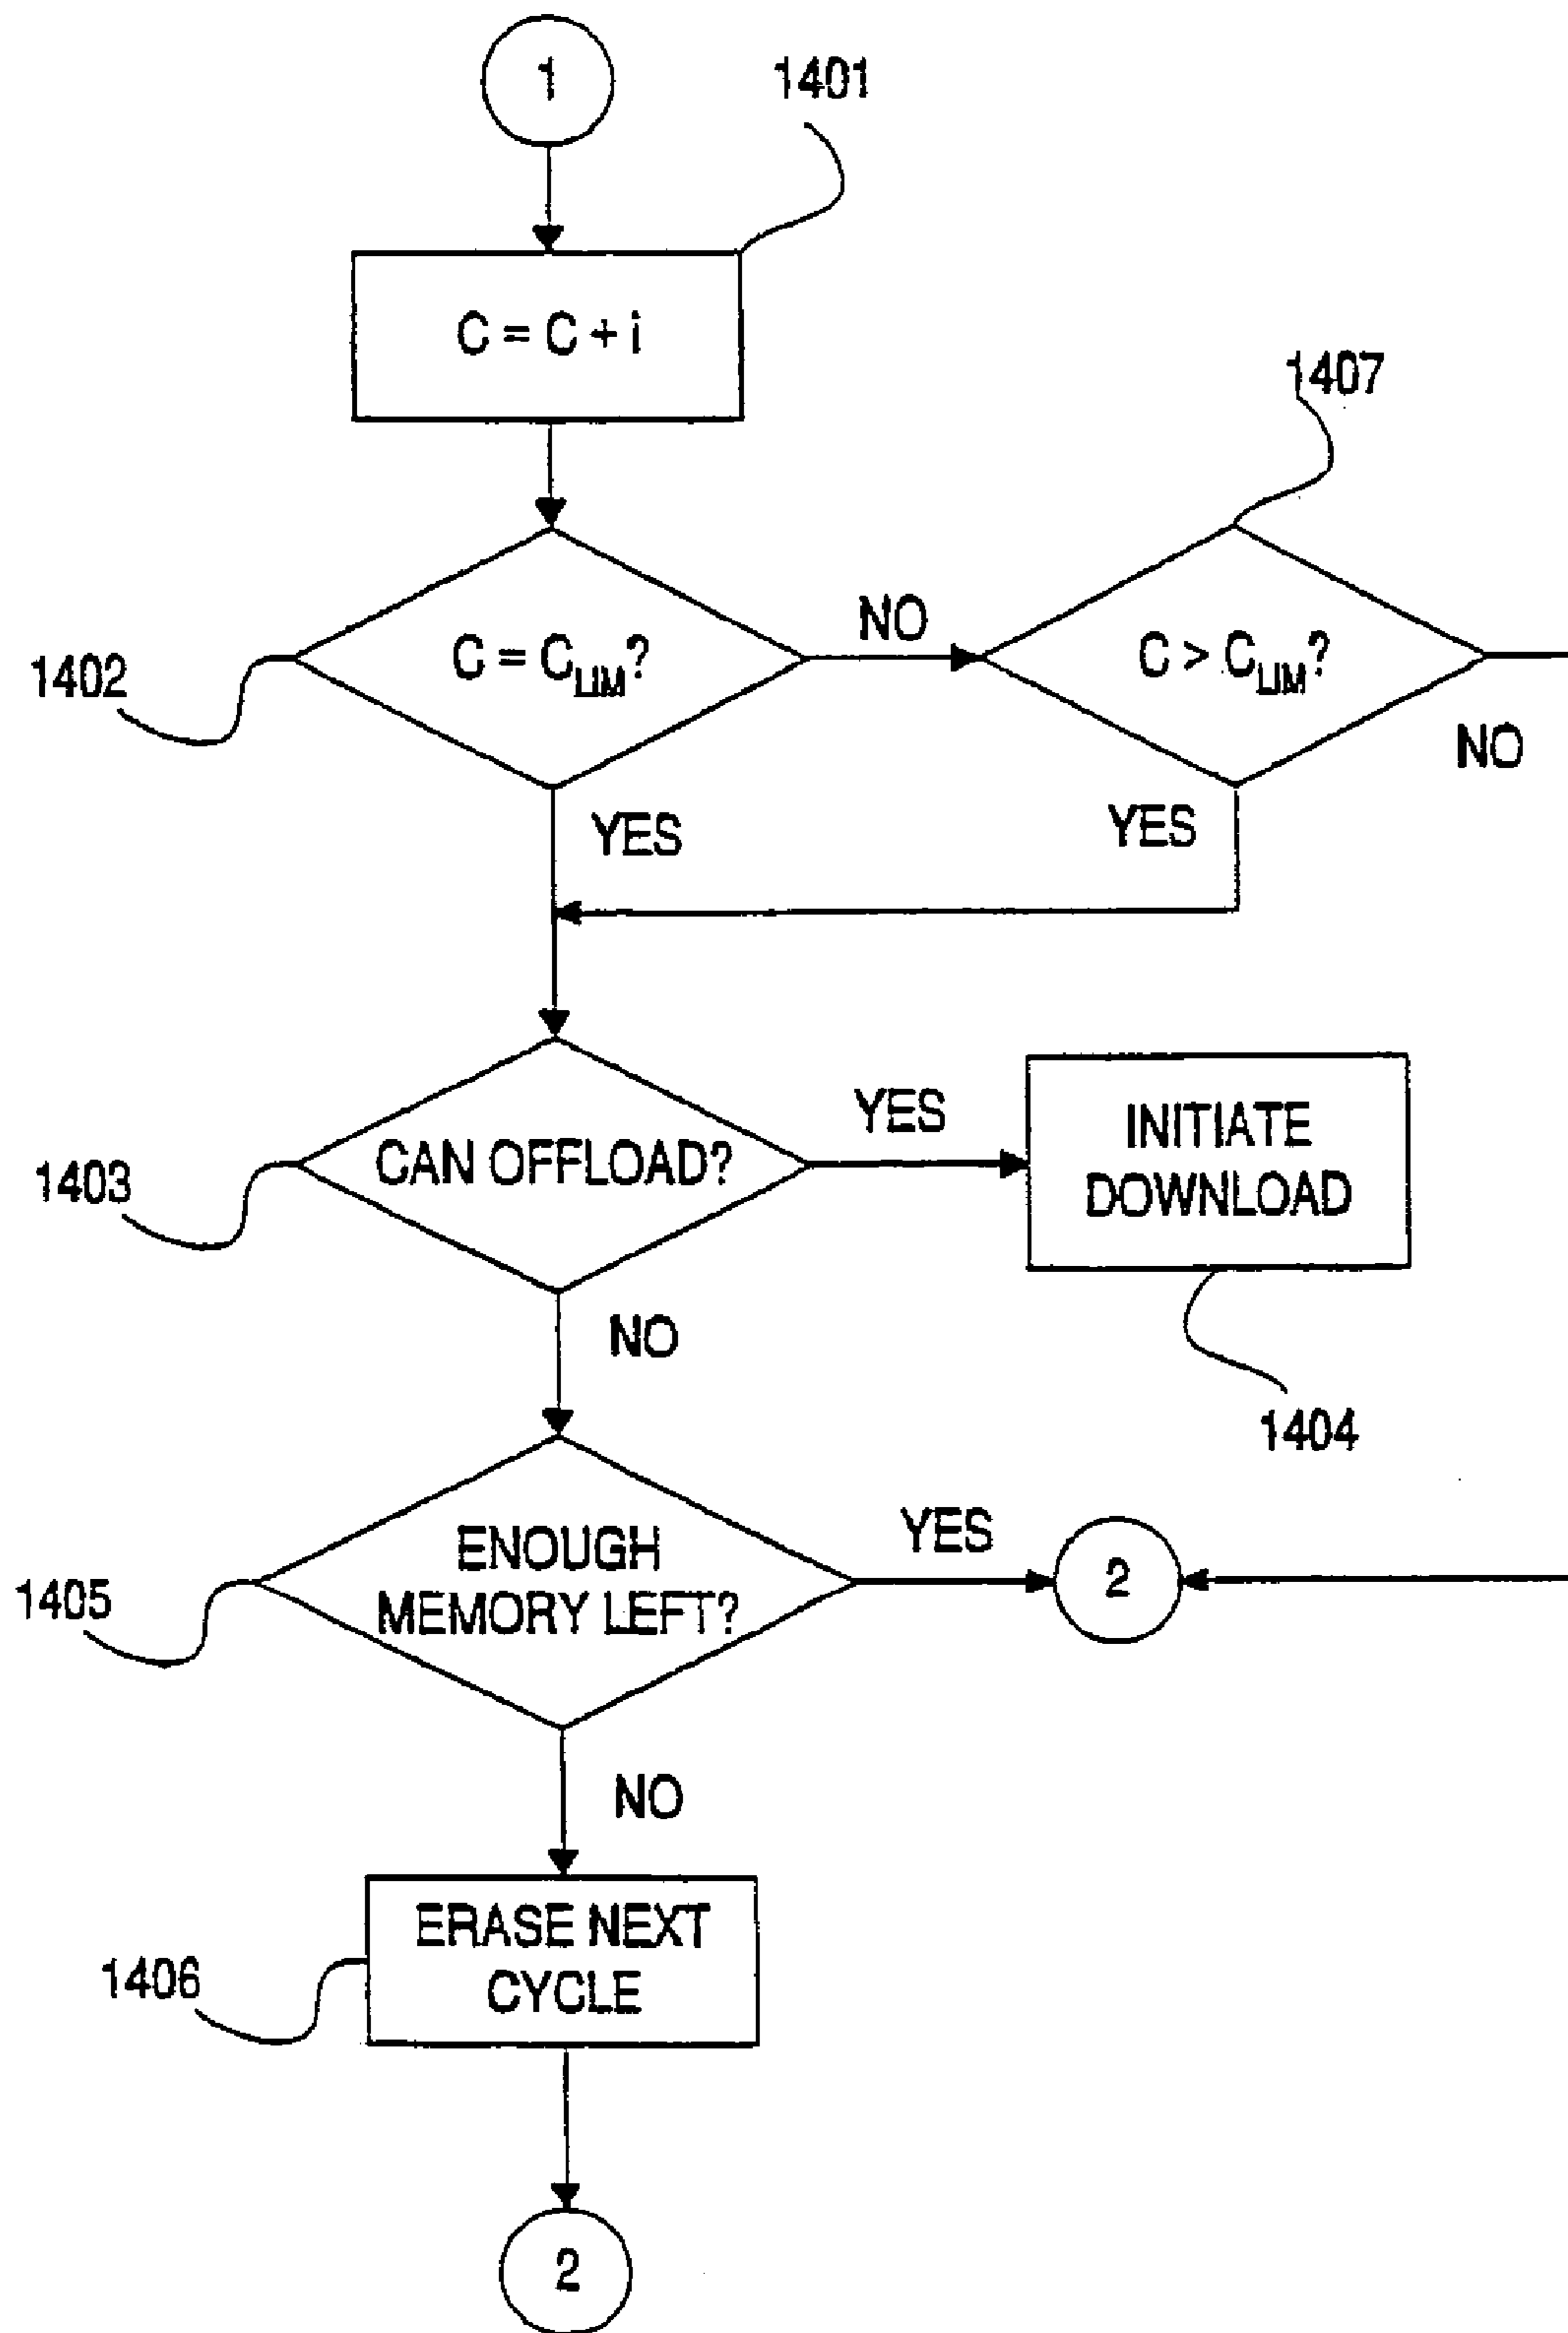 1
1401
C = C + i
1407
C = C_LIM?
NO
C > C_LIM?
1402
NO
YES
YES
CAN OFFLOAD?
YES
INITIATE
DOWNLOAD
1403
NO
1404
ENOUGH
MEMORY LEFT?
YES
2
1405
NO
ERASE NEXT
CYCLE
1406
2